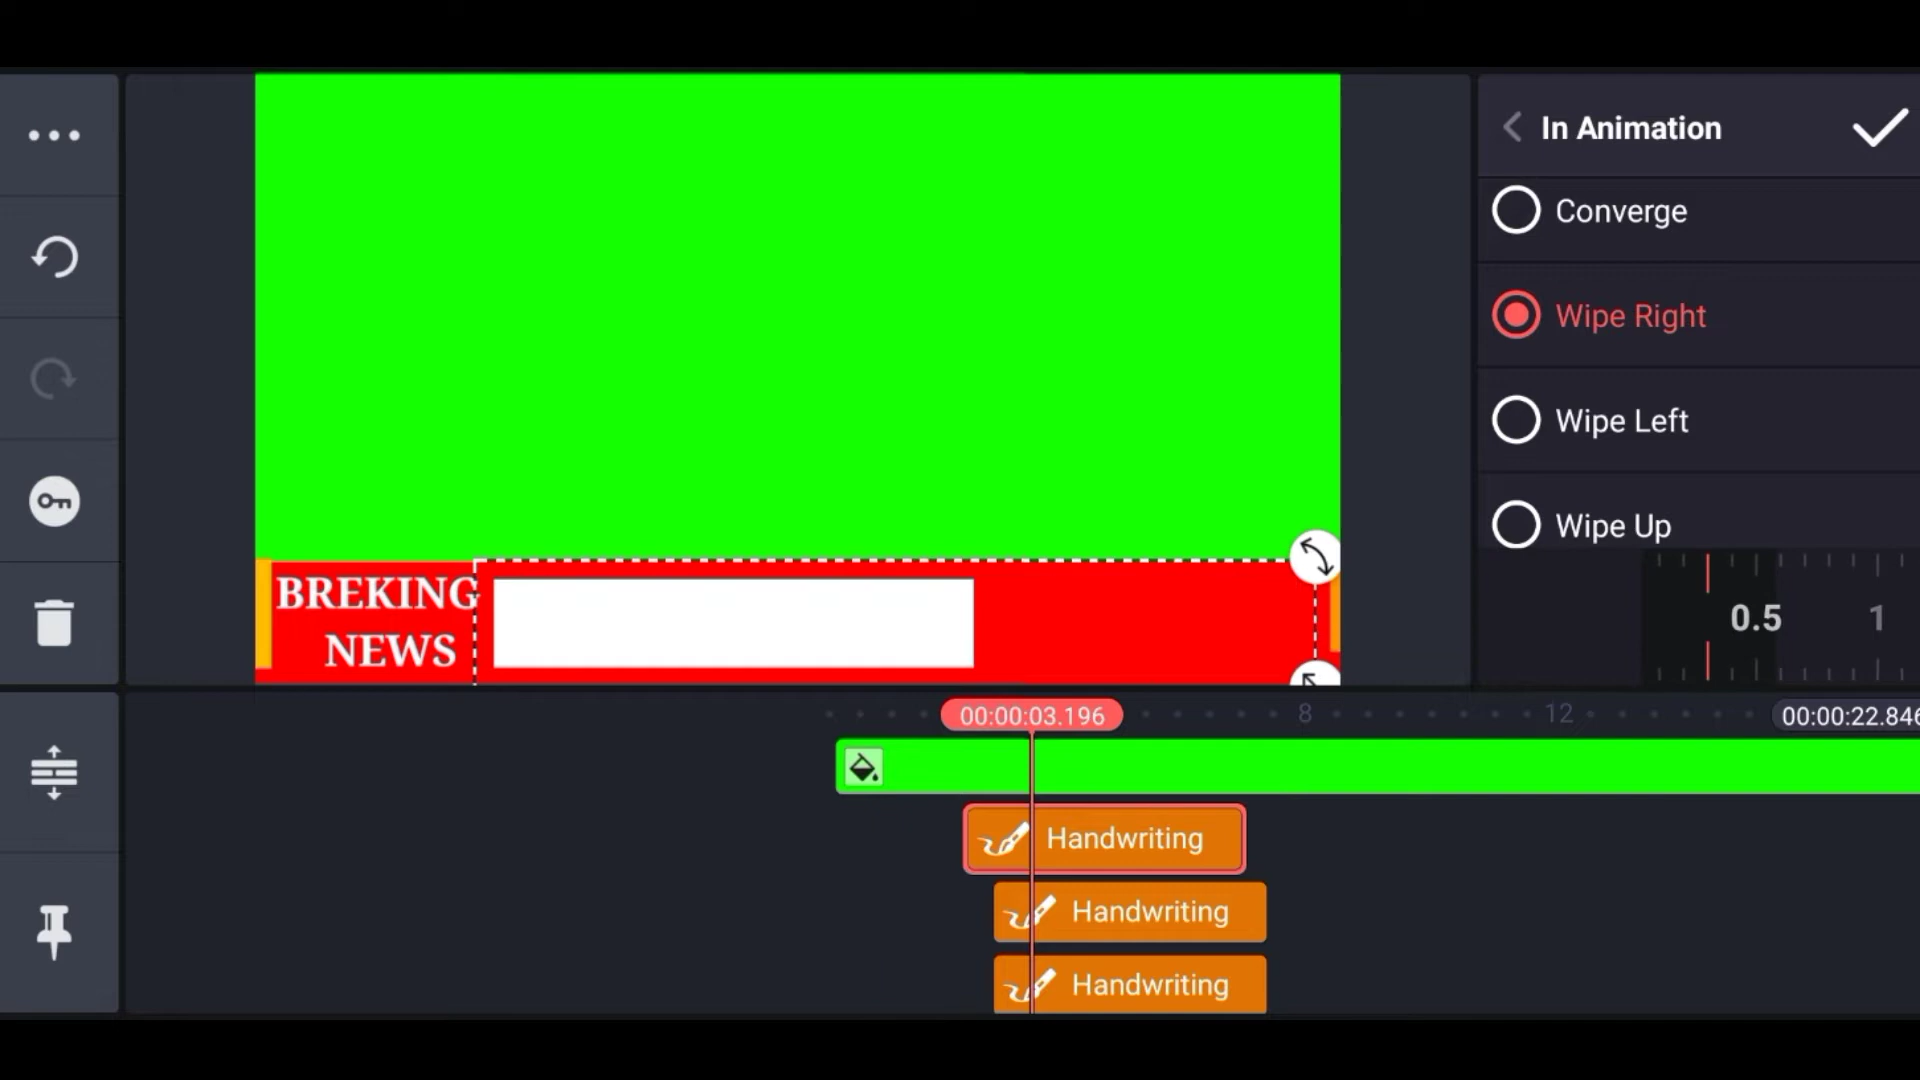 In Animation
Converge
Wipe Right
Wipe Left
Wipe Up
0.5 1
BREKING
NEWS
00:00:03.196
8
12
00:00:22.846
Handwriting
Handwriting
Handwriting